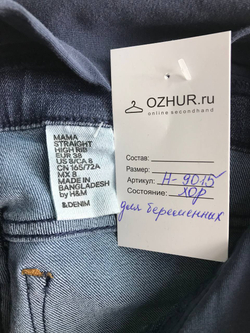 MAMA
STRAIGHT
HIGH RIB
EUR 38
US 8/CA 8
CN 165/72A
MX 8
MADE IN
BANGLADESH
by H&M
&DENIM
OZHUR.ru
online secondhand
Состав:
Размер:
Артикул: H-9015
Состояние: ХОР
для беременных